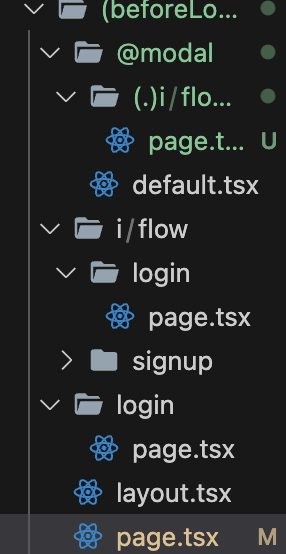 (beforeLo...
@modal
(.)i/flo...
page.t... U
default.tsx
i/flow
login
page.tsx
signup
login
page.tsx
layout.tsx
page.tsx M